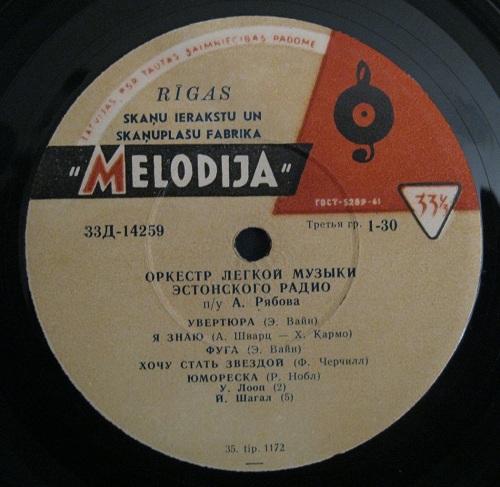 LATVIJAS PSR TAUTAS SAIMNIECĪBAS PADOME
RĪGAS
SKAŅU IERAKSTU UN
SKAŅUPLAŠU FABRIKA
"MELODIJA"
ГОСТ-5289-61
33⅓
33Д-14259
Третья гр. 1-30
ОРКЕСТР ЛЕГКОЙ МУЗЫКИ
ЭСТОНСКОГО РАДИО
п/у А. Рябова
УВЕРТЮРА (Э. Вайн)
Я ЗНАЮ (А. Шварц — Х. Кармо)
ФУГА (Э. Вайн)
ХОЧУ СТАТЬ ЗВЕЗДОЙ (Ф. Черчилл)
ЮМОРЕСКА (Р. Нобл)
У. Лооп (2)
Й. Шагал (5)
35. tip. 1172